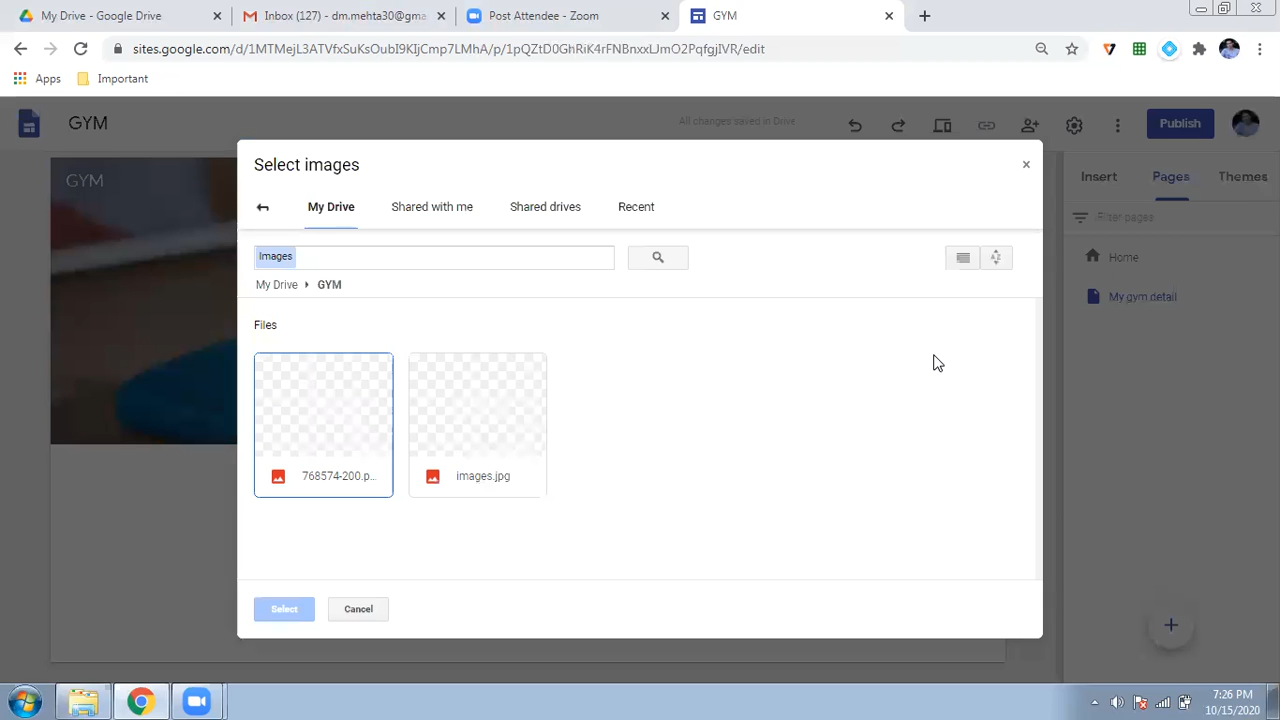 My Drive - Google Drive
Inbox (127) - dm.mehta30@gm
Post Attendee - Zoom
GYM
sites.google.com/d/1MTMejL3ATVfxSuKsOubI9KIjCmp7LMhA/p/1pQZtD0GhRiK4rFNBnxxLJmO2PqfgjIVR/edit
Apps
Important
GYM
All changes saved in Drive
Publish
GYM
Select images
My Drive
Shared with me
Shared drives
Recent
Images
My Drive
GYM
Files
768574-200.p...
images.jpg
Select
Cancel
Insert
Pages
Themes
Filter pages
Home
My gym detail
7:26 PM
10/15/2020